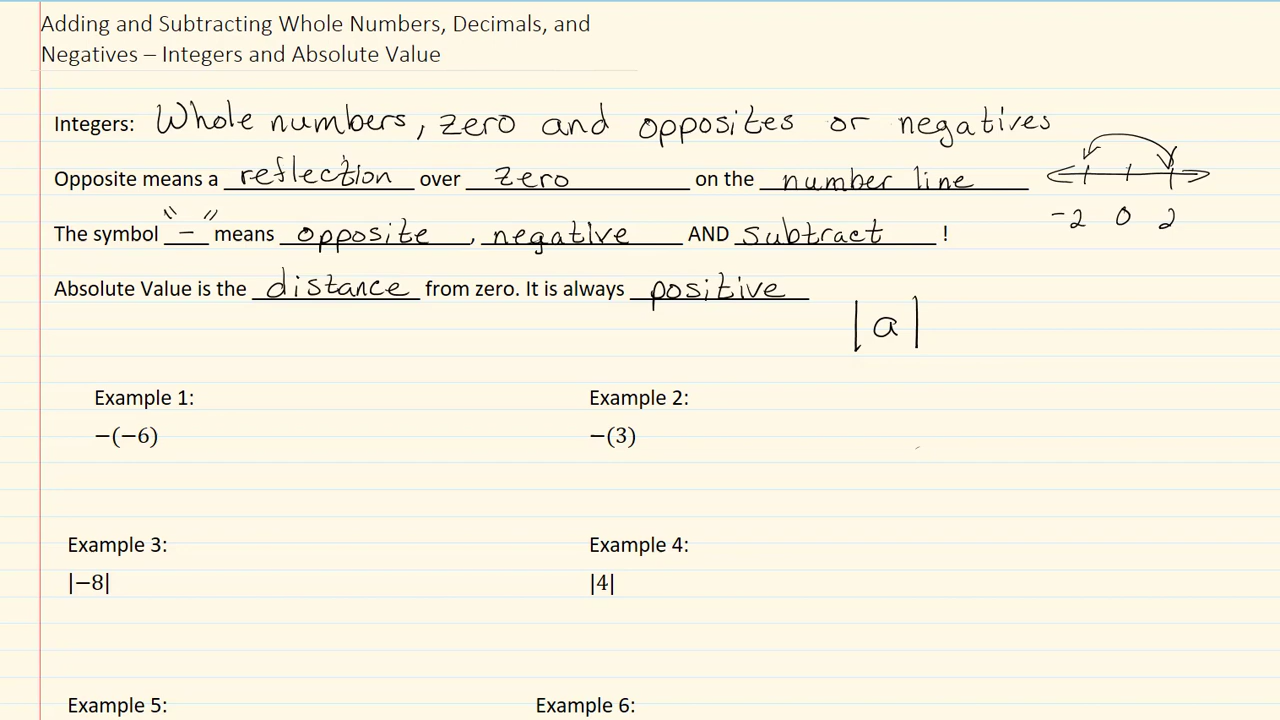 Adding and Subtracting Whole Numbers, Decimals, and
Negatives – Integers and Absolute Value
Integers: Whole numbers, zero and opposites or negatives
Opposite means a reflection over zero on the number line
-2 0 2
The symbol "-" means opposite, negative AND subtract!
Absolute Value is the distance from zero. It is always positive
|a|
Example 1: Example 2:
−(−6) −(3)
Example 3: Example 4:
|−8| |4|
Example 5: Example 6: